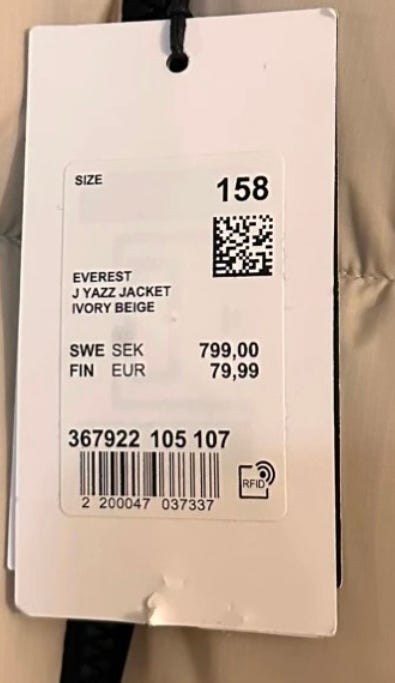 SIZE 158
EVEREST
J YAZZ JACKET
IVORY BEIGE
SWE SEK 799,00
FIN EUR 79,99
367922 105 107
2 200047 037337
RFID